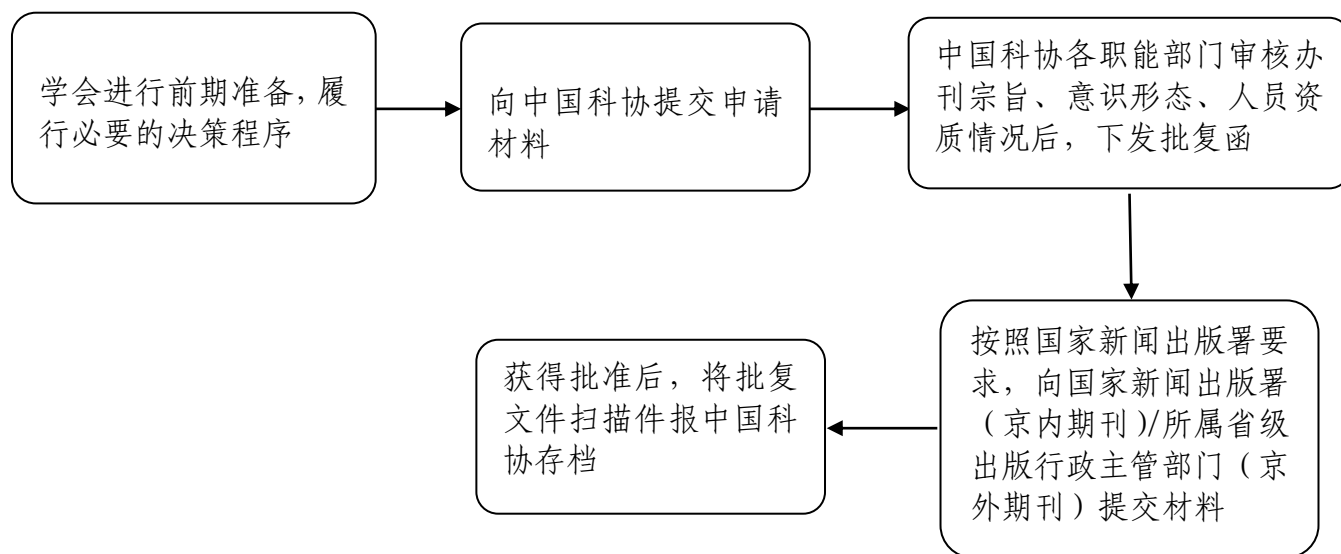 学会进行前期准备，履
行必要的决策程序
向中国科协提交申请
材料
中国科协各职能部门审核办
刊宗旨、意识形态、人员资
质情况后，下发批复函
按照国家新闻出版署要
求，向国家新闻出版署
（京内期刊）/所属省级
出版行政主管部门（京
外期刊）提交材料
获得批准后，将批复
文件扫描件报中国科
协存档